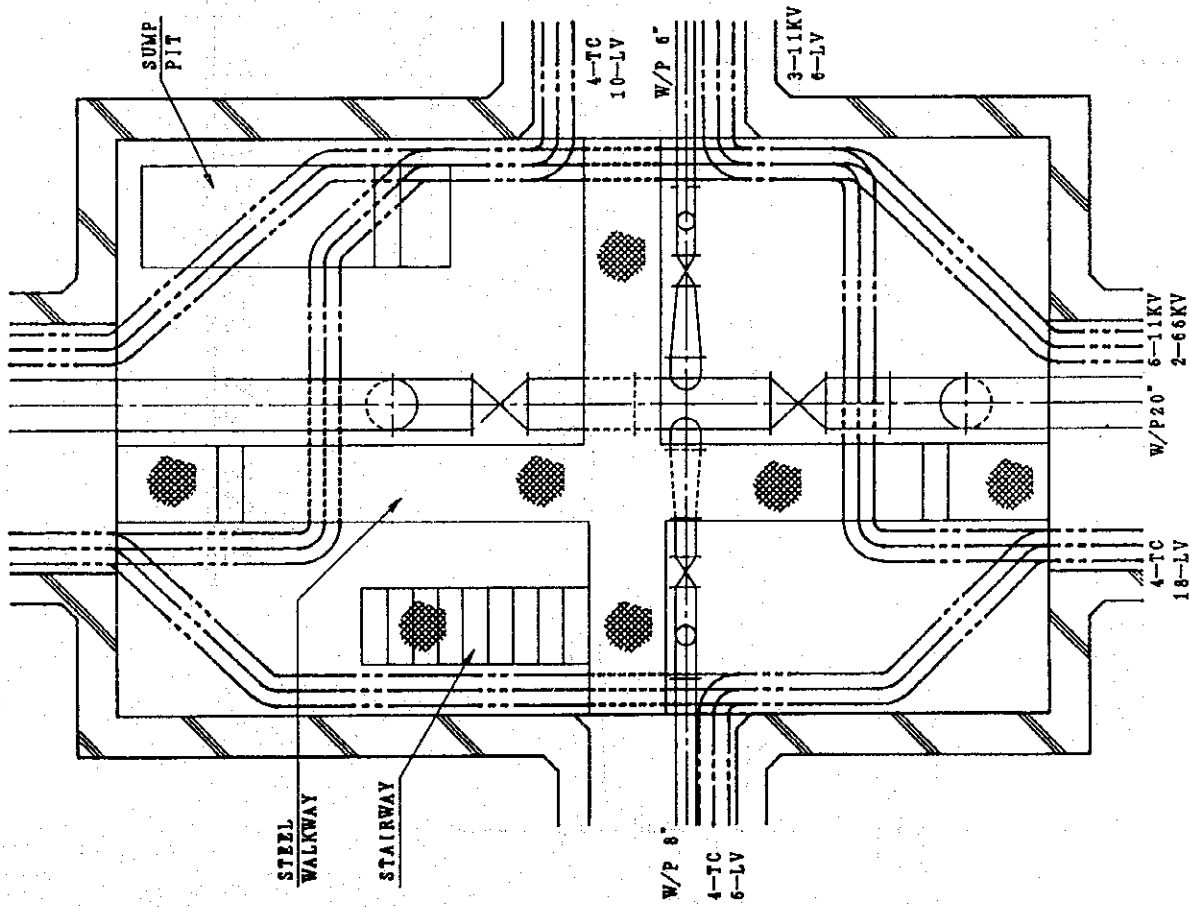 SUMP
PIT
4-TC
10-LV
W/P 6"
3-11KV
6-LV
STEEL
WALKWAY
STAIRWAY
W/P 8"
4-TC
6-LV
4-TC
18-LV
W/P20"
6-11KV
2-66KV